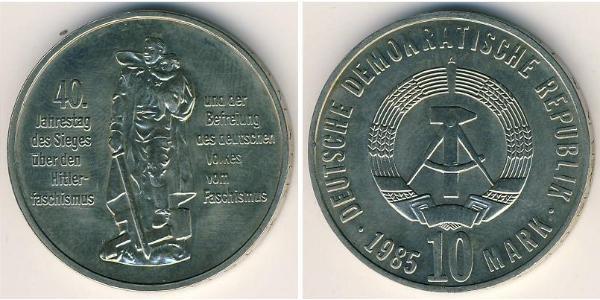 40.
Jahrestag
des Sieges
über den
Hitler-
faschismus
und der
Befreiung
des deutschen
Volkes
vom
Faschismus
DEUTSCHE DEMOKRATISCHE REPUBLIK
· 1985 10 MARK ·
A